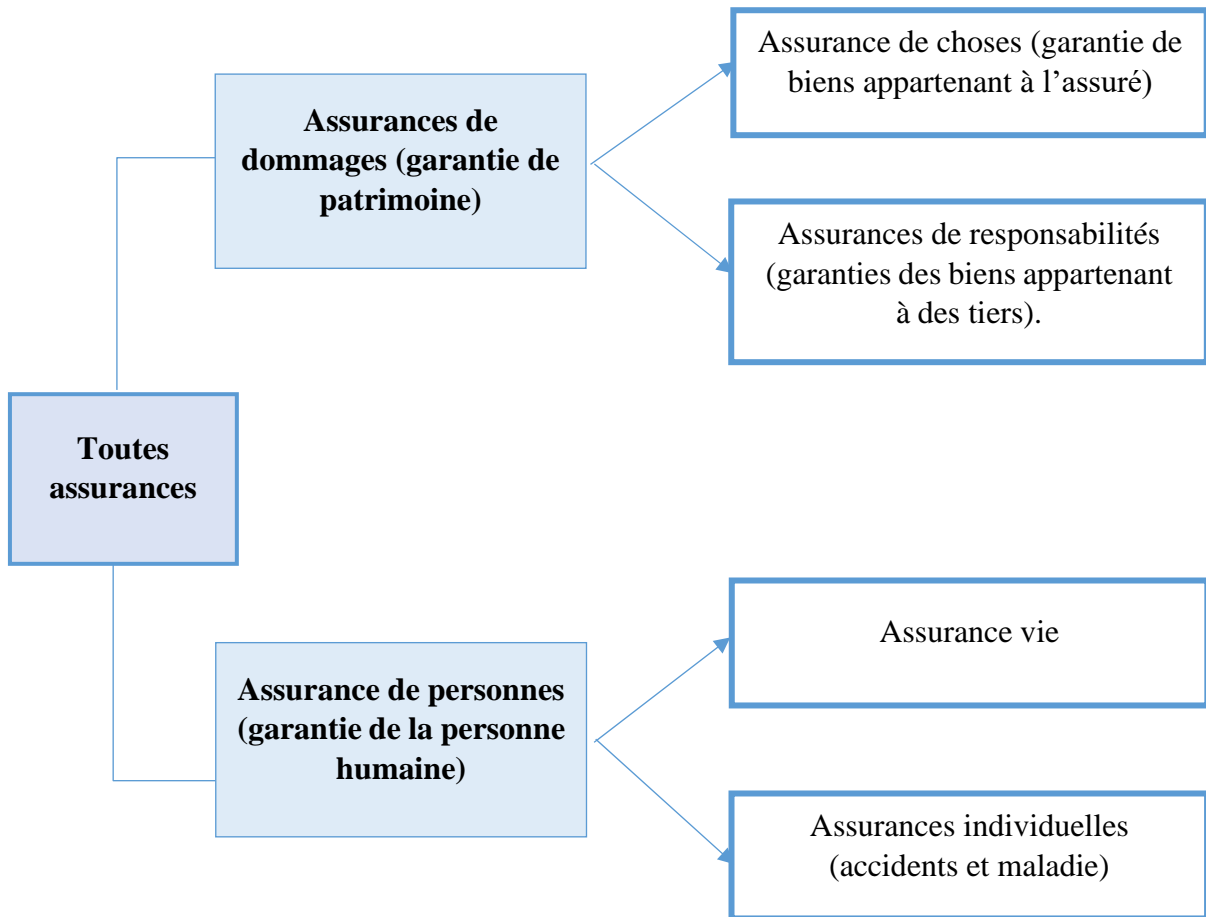 Assurance de choses (garantie de
biens appartenant à l’assuré)
Assurances de
dommages (garantie de
patrimoine)
Assurances de responsabilités
(garanties des biens appartenant
à des tiers).
Toutes
assurances
Assurance vie
Assurance de personnes
(garantie de la personne
humaine)
Assurances individuelles
(accidents et maladie)